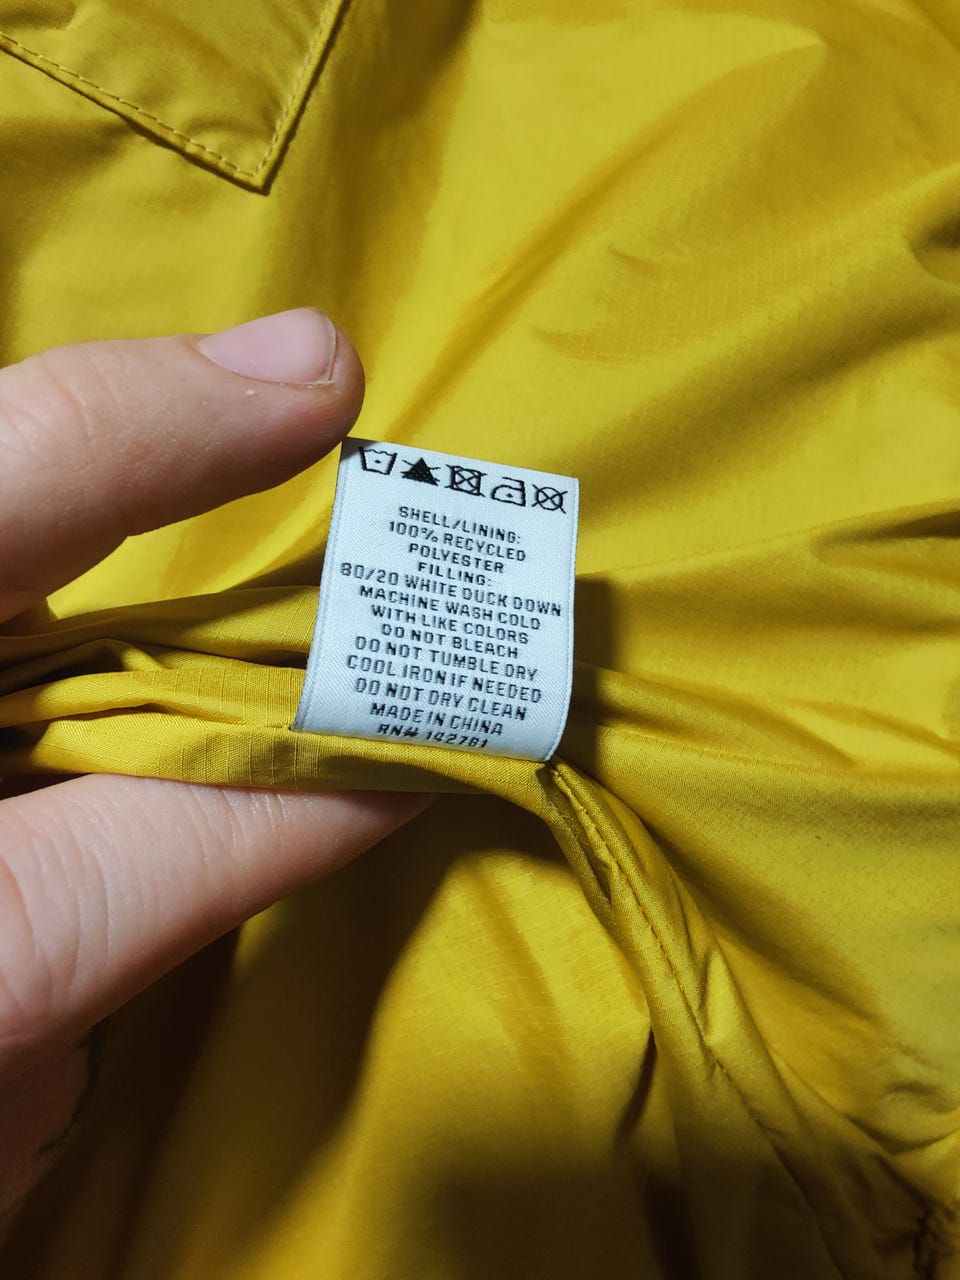 SHELL/LINING:
100% RECYCLED
POLYESTER
FILLING:
80/20 WHITE DUCK DOWN
MACHINE WASH COLD
WITH LIKE COLORS
DO NOT BLEACH
DO NOT TUMBLE DRY
COOL IRON IF NEEDED
DO NOT DRY CLEAN
MADE IN CHINA
RN# 142761